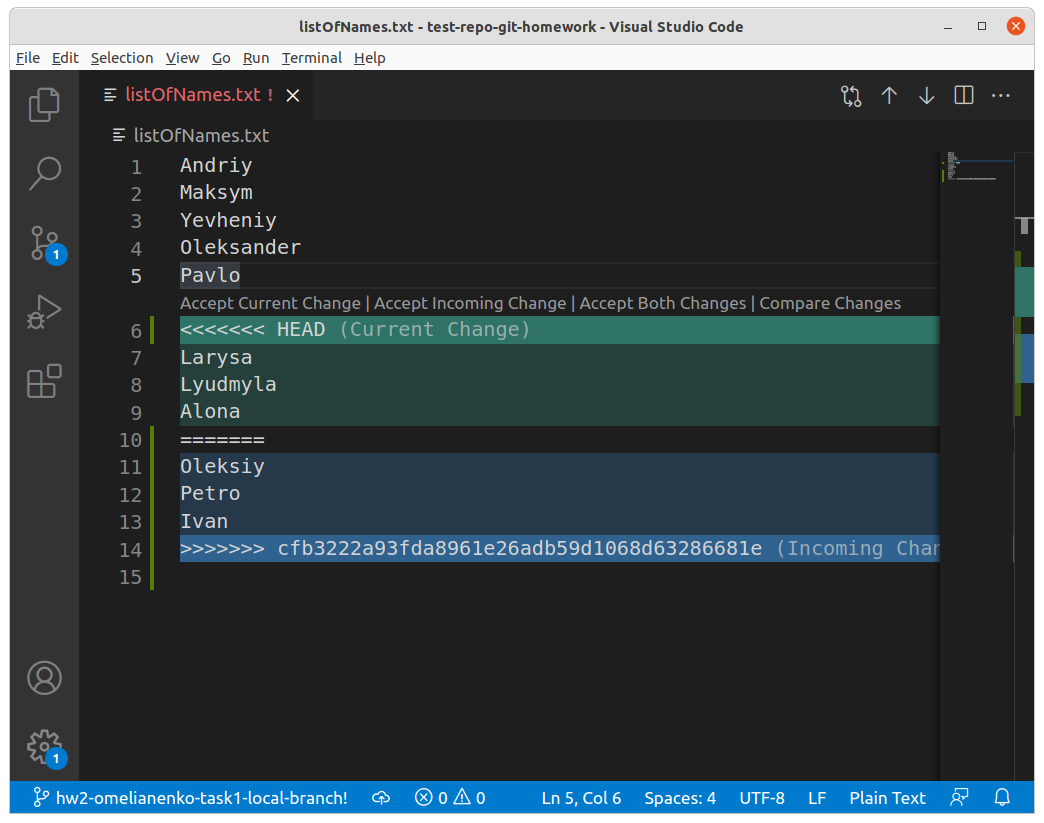 listOfNames.txt - test-repo-git-homework - Visual Studio Code
File Edit Selection View Go Run Terminal Help
listOfNames.txt !
listOfNames.txt
1 Andriy
2 Maksym
3 Yevheniy
4 Oleksander
5 Pavlo
Accept Current Change | Accept Incoming Change | Accept Both Changes | Compare Changes
6 <<<<<<< HEAD (Current Change)
7 Larysa
8 Lyudmyla
9 Alona
10 =======
11 Oleksiy
12 Petro
13 Ivan
14 >>>>>>> cfb3222a93fda8961e26adb59d1068d63286681e (Incoming Char
15
1
1
hw2-omelianenko-task1-local-branch! 0 0 Ln 5, Col 6 Spaces: 4 UTF-8 LF Plain Text